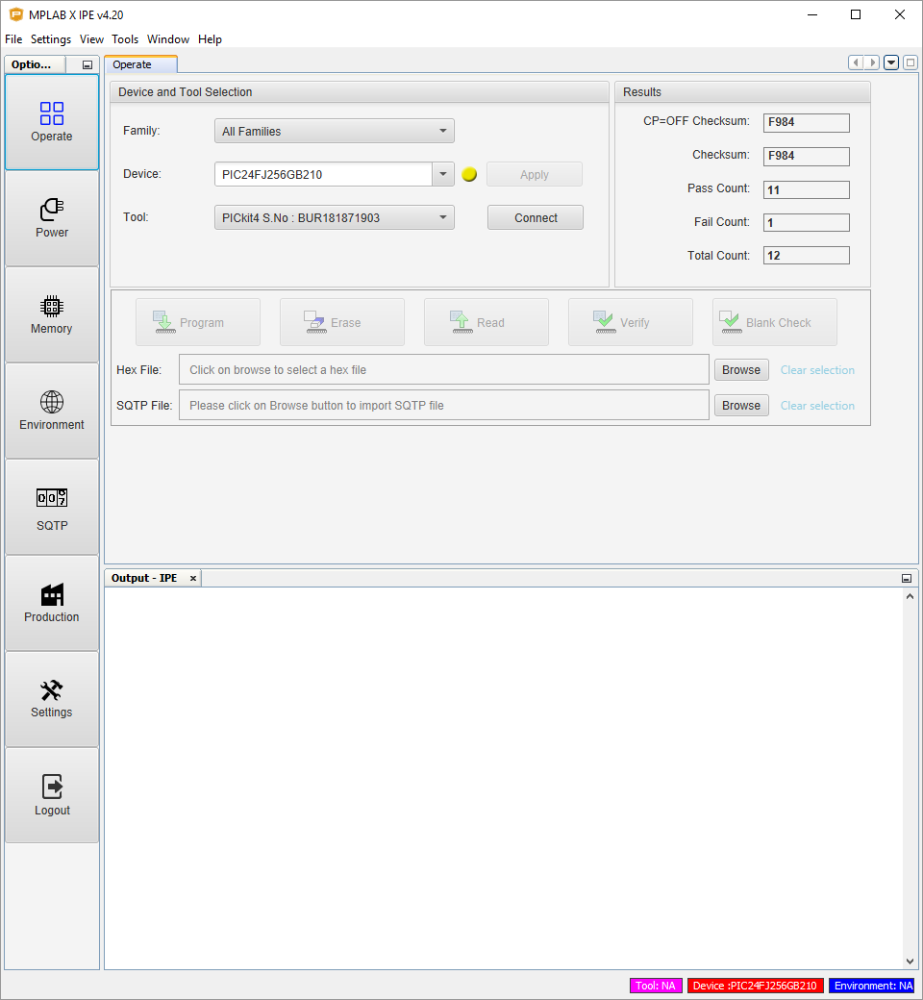 MPLAB X IPE v4.20
File Settings View Tools Window Help
Optio...
Operate
Power
Memory
Environment
007
SQTP
Production
Settings
Logout
Operate
Device and Tool Selection
Family: All Families
Device: PIC24FJ256GB210 Apply
Tool: PICkit4 S.No : BUR181871903 Connect
Results
CP=OFF Checksum: F984
Checksum: F984
Pass Count: 11
Fail Count: 1
Total Count: 12
Program Erase Read Verify Blank Check
Hex File: Click on browse to select a hex file Browse Clear selection
SQTP File: Please click on Browse button to import SQTP file Browse Clear selection
Output - IPE
Tool: NA Device :PIC24FJ256GB210 Environment: NA